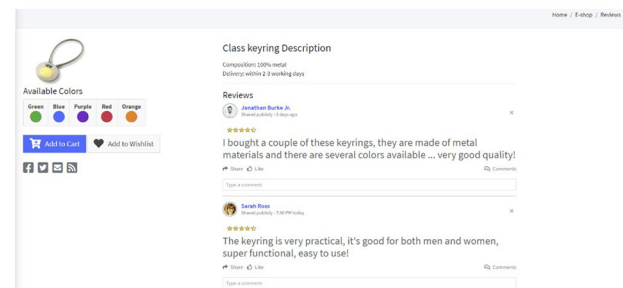 Home / E-shop / Reviews
Class keyring Description
Composition: 100% metal
Delivery: within 2-3 working days
Available Colors
Green Blue Purple Red Orange
Add to Cart Add to Wishlist
Reviews
Jonathan Burke Jr.
Shared publicly - 5 days ago
I bought a couple of these keyrings, they are made of metal
materials and there are several colors available ... very good quality!
Share Like Comments
Type a comment
Sarah Ross
Shared publicly - 7:30 PM today
The keyring is very practical, it's good for both men and women,
super functional, easy to use!
Share Like Comments
Type a comment